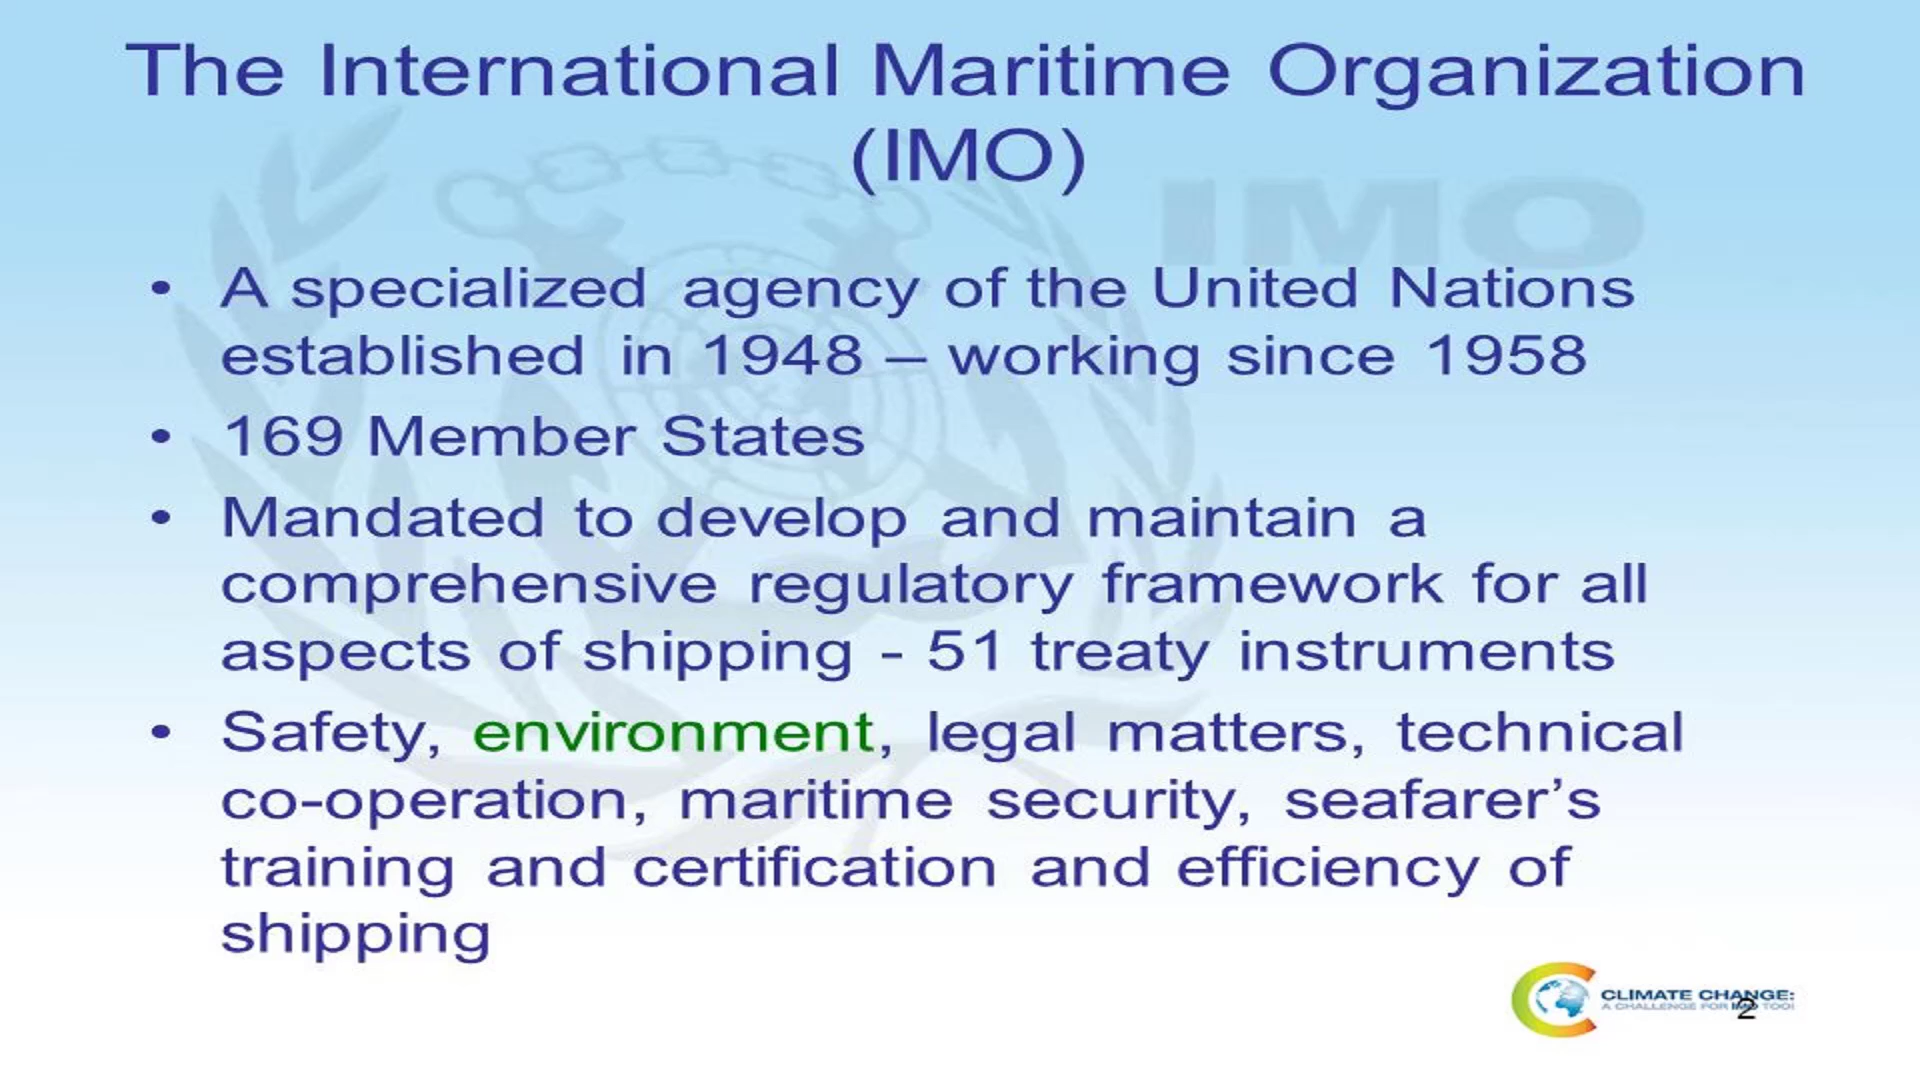 The International Maritime Organization
(IMO)
IMO
• A specialized agency of the United Nations
established in 1948 – working since 1958
• 169 Member States
• Mandated to develop and maintain a
comprehensive regulatory framework for all
aspects of shipping - 51 treaty instruments
• Safety, environment, legal matters, technical
co-operation, maritime security, seafarer’s
training and certification and efficiency of
shipping
CLIMATE CHANGE:
A CHALLENGE FOR IMO TOO!
2